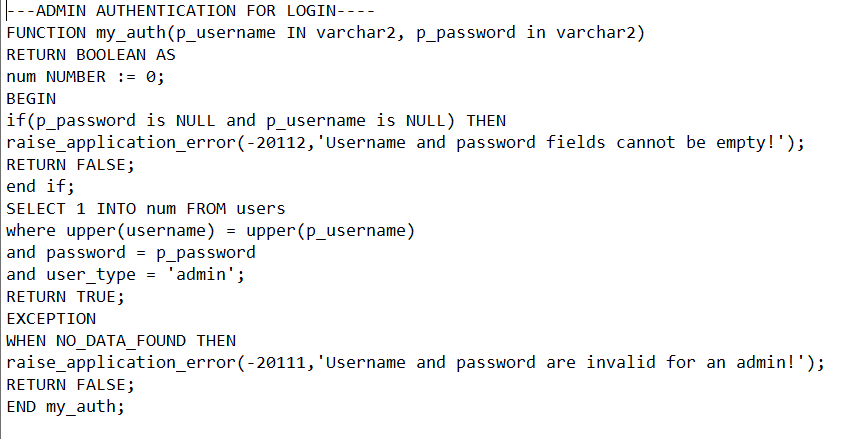 ---ADMIN AUTHENTICATION FOR LOGIN----
FUNCTION my_auth(p_username IN varchar2, p_password in varchar2)
RETURN BOOLEAN AS
num NUMBER := 0;
BEGIN
if(p_password is NULL and p_username is NULL) THEN
raise_application_error(-20112,'Username and password fields cannot be empty!');
RETURN FALSE;
end if;
SELECT 1 INTO num FROM users
where upper(username) = upper(p_username)
and password = p_password
and user_type = 'admin';
RETURN TRUE;
EXCEPTION
WHEN NO_DATA_FOUND THEN
raise_application_error(-20111,'Username and password are invalid for an admin!');
RETURN FALSE;
END my_auth;